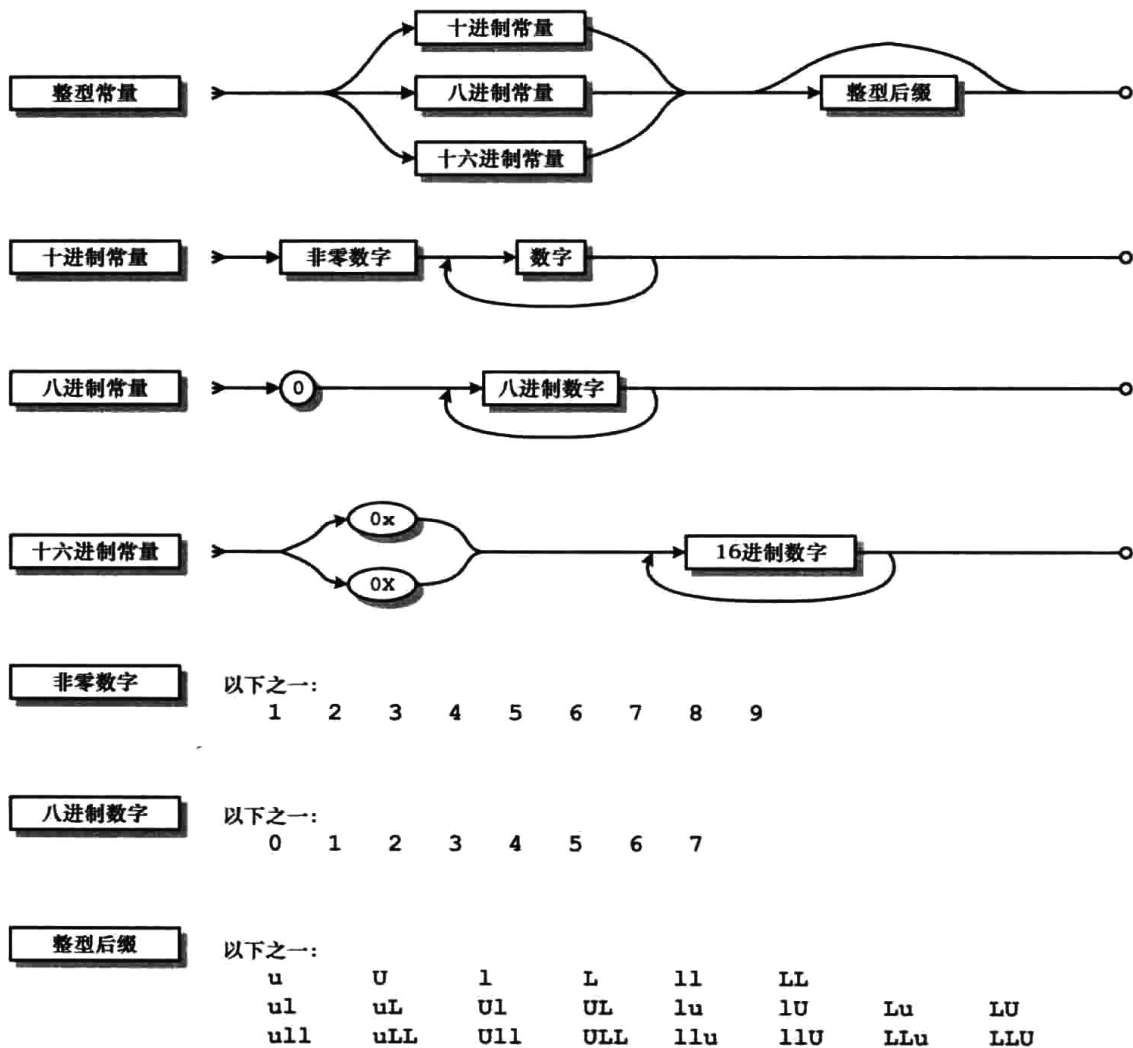 十进制常量
整型常量 八进制常量 整型后缀
十六进制常量
十进制常量 非零数字 数字
八进制常量 0 八进制数字
0x
十六进制常量 16进制数字
0X
非零数字 以下之一:
1 2 3 4 5 6 7 8 9
八进制数字 以下之一:
0 1 2 3 4 5 6 7
整型后缀 以下之一:
u U l L ll LL
ul uL Ul UL lu lU Lu LU
ull uLL Ull ULL llu llU LLu LLU